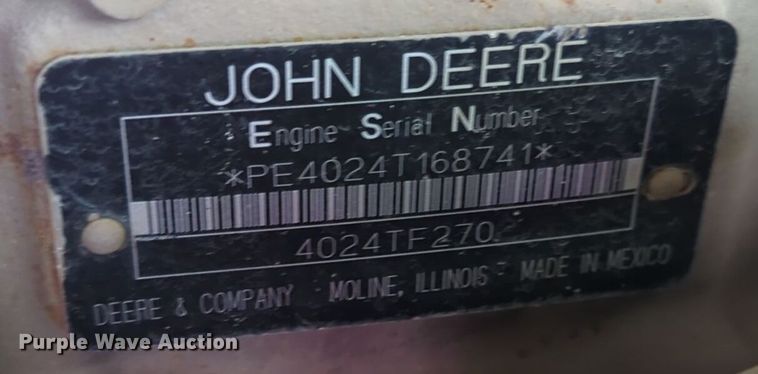 JOHN DEERE
Engine Serial Number
*PE4024T168741*
4024TF270
DEERE & COMPANY MOLINE, ILLINOIS MADE IN MEXICO
Purple Wave Auction